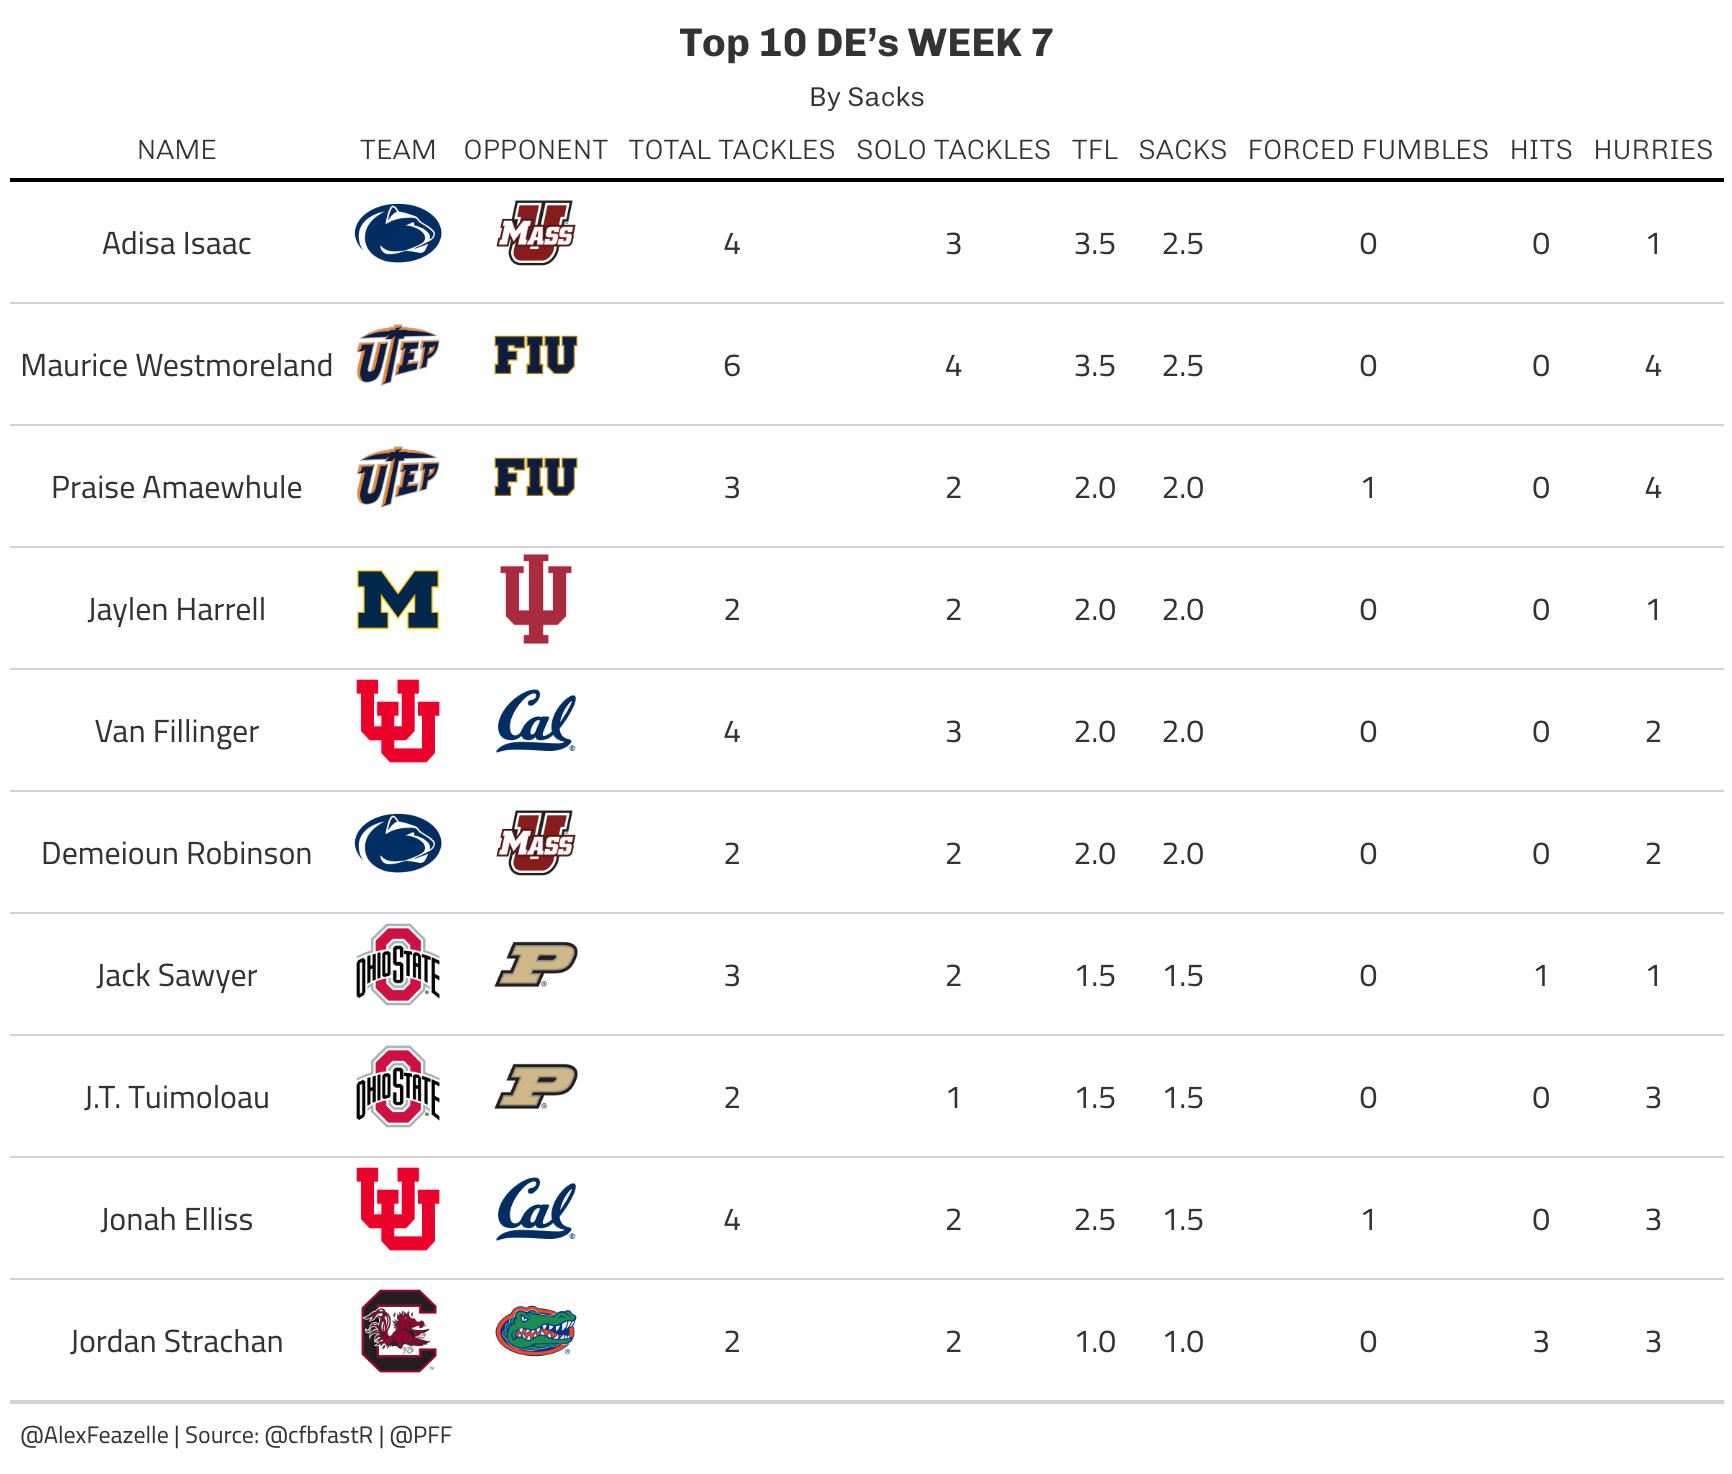 Top 10 DE’s WEEK 7
By Sacks
NAME TEAM OPPONENT TOTAL TACKLES SOLO TACKLES TFL SACKS FORCED FUMBLES HITS HURRIES
Adisa Isaac UMASS 4 3 3.5 2.5 0 0 1
Maurice Westmoreland UTEP FIU 6 4 3.5 2.5 0 0 4
Praise Amaewhule UTEP FIU 3 2 2.0 2.0 1 0 4
Jaylen Harrell M IU 2 2 2.0 2.0 0 0 1
Van Fillinger UU Cal 4 3 2.0 2.0 0 0 2
Demeioun Robinson UMASS 2 2 2.0 2.0 0 0 2
Jack Sawyer OHIO STATE P 3 2 1.5 1.5 0 1 1
J.T. Tuimoloau OHIO STATE P 2 1 1.5 1.5 0 0 3
Jonah Elliss UU Cal 4 2 2.5 1.5 1 0 3
Jordan Strachan C 2 2 1.0 1.0 0 3 3
@AlexFeazelle | Source: @cfbfastR | @PFF